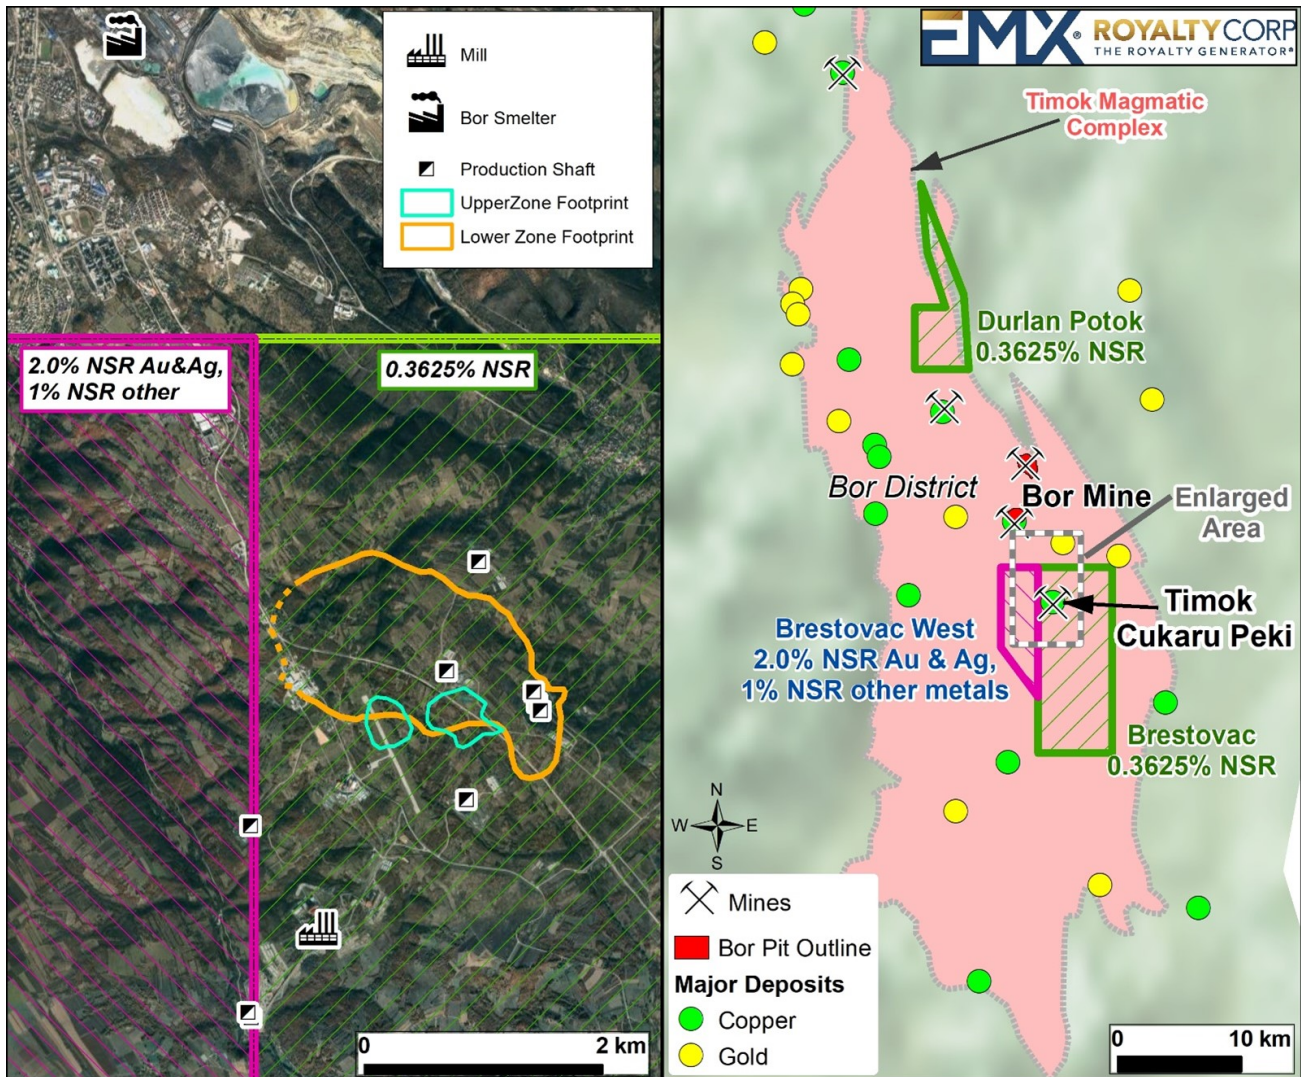 Mill
Bor Smelter
Production Shaft
UpperZone Footprint
Lower Zone Footprint
2.0% NSR Au&Ag,
1% NSR other
0.3625% NSR
0 2 km
EMX® ROYALTYCORP
THE ROYALTY GENERATOR®
Timok Magmatic
Complex
Durlan Potok
0.3625% NSR
Bor District
Bor Mine
Enlarged
Area
Timok
Cukaru Peki
Brestovac West
2.0% NSR Au & Ag,
1% NSR other metals
Brestovac
0.3625% NSR
N
W E
S
Mines
Bor Pit Outline
Major Deposits
Copper
Gold
0 10 km